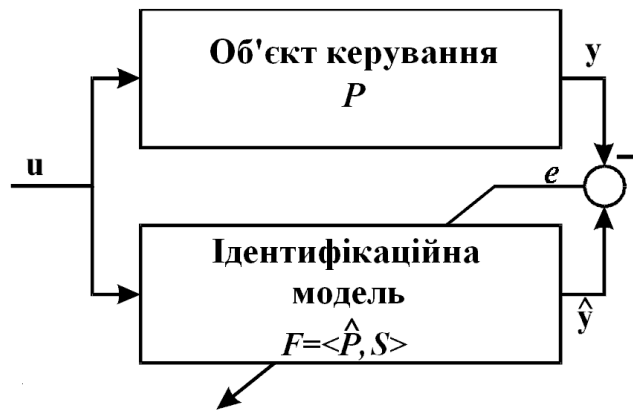 Об'єкт керування
P
y
u
–
e
Ідентифікаційна
модель
F=<P̂, S>
ŷ